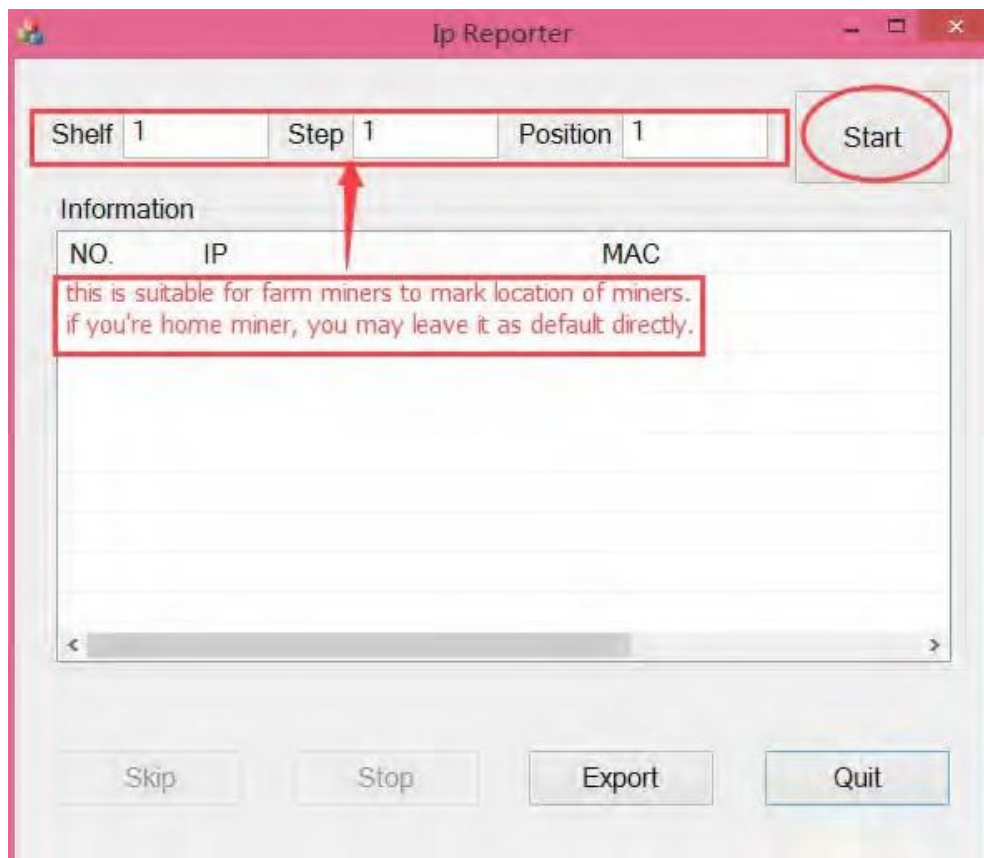 Ip Reporter
Shelf 1 Step 1 Position 1 Start
Information
NO. IP MAC
this is suitable for farm miners to mark location of miners.
if you're home miner, you may leave it as default directly.
Skip Stop Export Quit